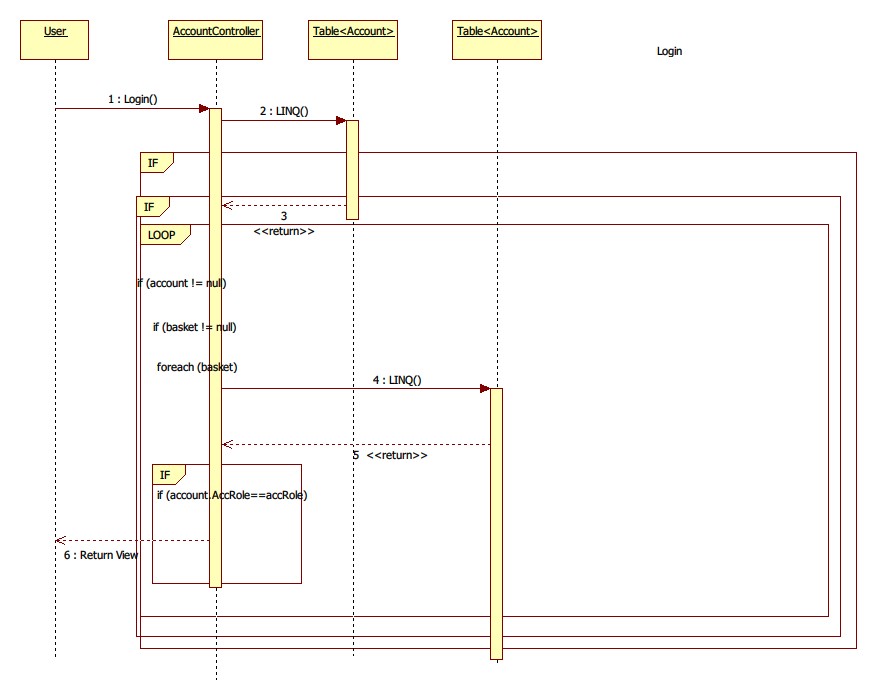 User
AccountController
Table<Account>
Table<Account>
Login
1 : Login()
2 : LINQ()
IF
IF
3
<<return>>
LOOP
if (account != null)
if (basket != null)
foreach (basket)
4 : LINQ()
5 <<return>>
IF
if (account.AccRole==accRole)
6 : Return View